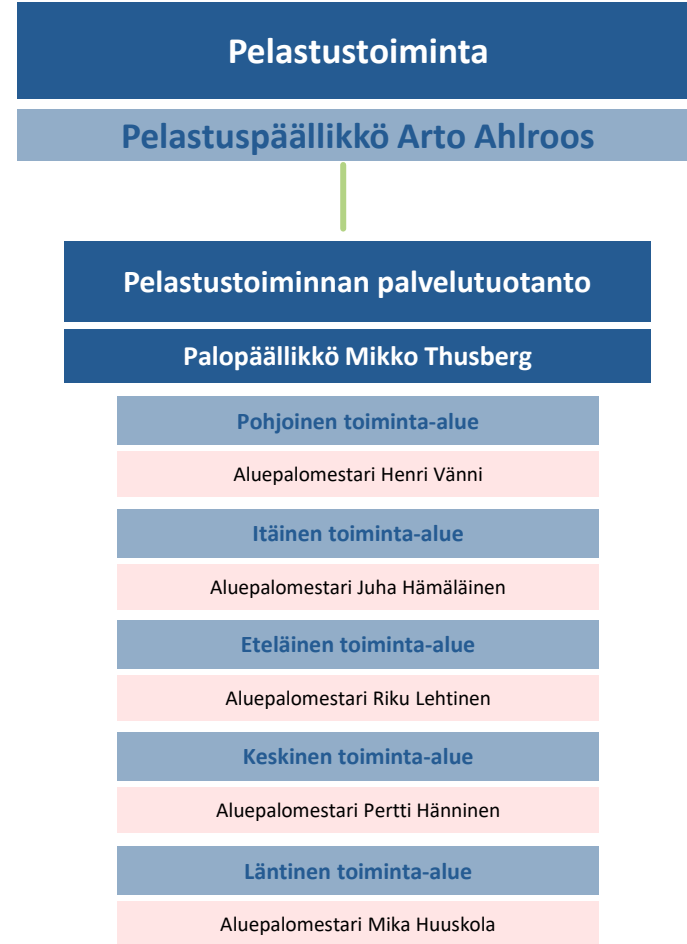 Pelastustoiminta
Pelastuspäällikkö Arto Ahlroos
Pelastustoiminnan palvelutuotanto
Palopäällikkö Mikko Thusberg
Pohjoinen toiminta-alue
Aluepalomestari Henri Vänni
Itäinen toiminta-alue
Aluepalomestari Juha Hämäläinen
Eteläinen toiminta-alue
Aluepalomestari Riku Lehtinen
Keskinen toiminta-alue
Aluepalomestari Pertti Hänninen
Läntinen toiminta-alue
Aluepalomestari Mika Huuskola